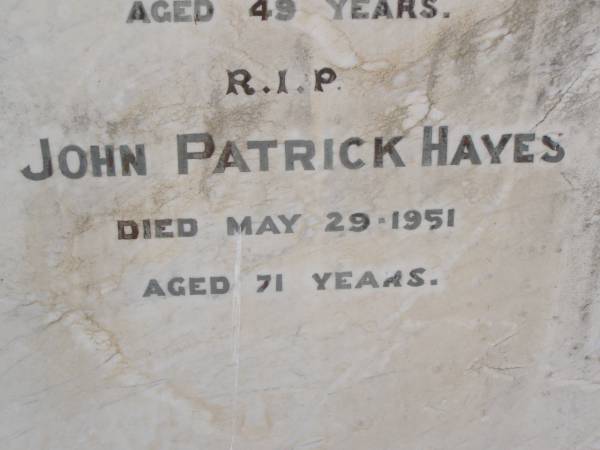 AGED 49 YEARS.
R.I.P.
JOHN PATRICK HAYES
DIED MAY 29·1951
AGED 71 YEARS.